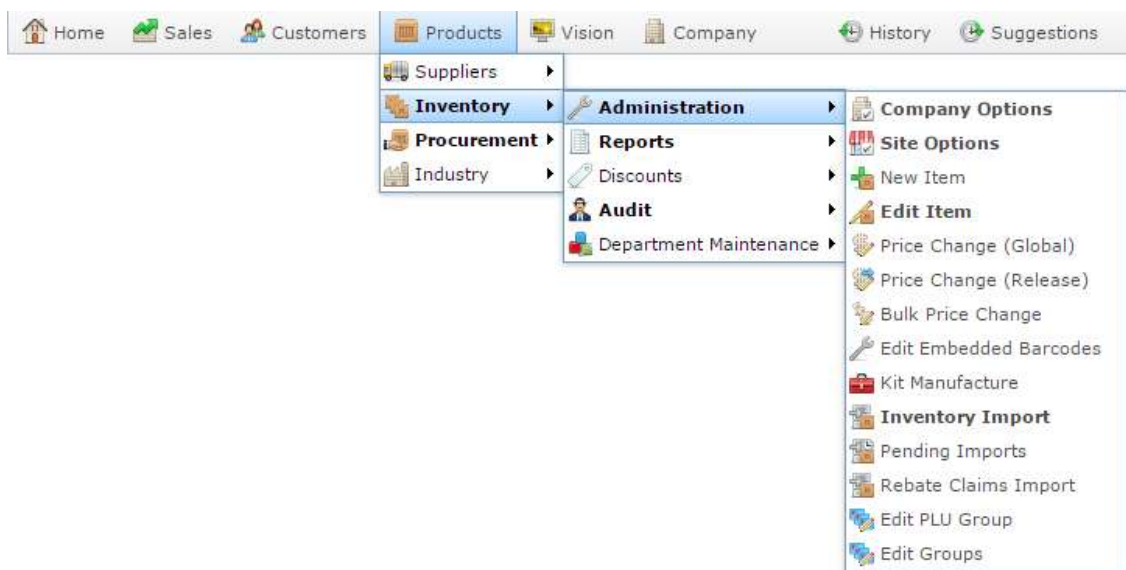 Home Sales Customers Products Vision Company History Suggestions
Suppliers
Inventory
Procurement
Industry
Administration
Reports
Discounts
Audit
Department Maintenance
Company Options
Site Options
New Item
Edit Item
Price Change (Global)
Price Change (Release)
Bulk Price Change
Edit Embedded Barcodes
Kit Manufacture
Inventory Import
Pending Imports
Rebate Claims Import
Edit PLU Group
Edit Groups